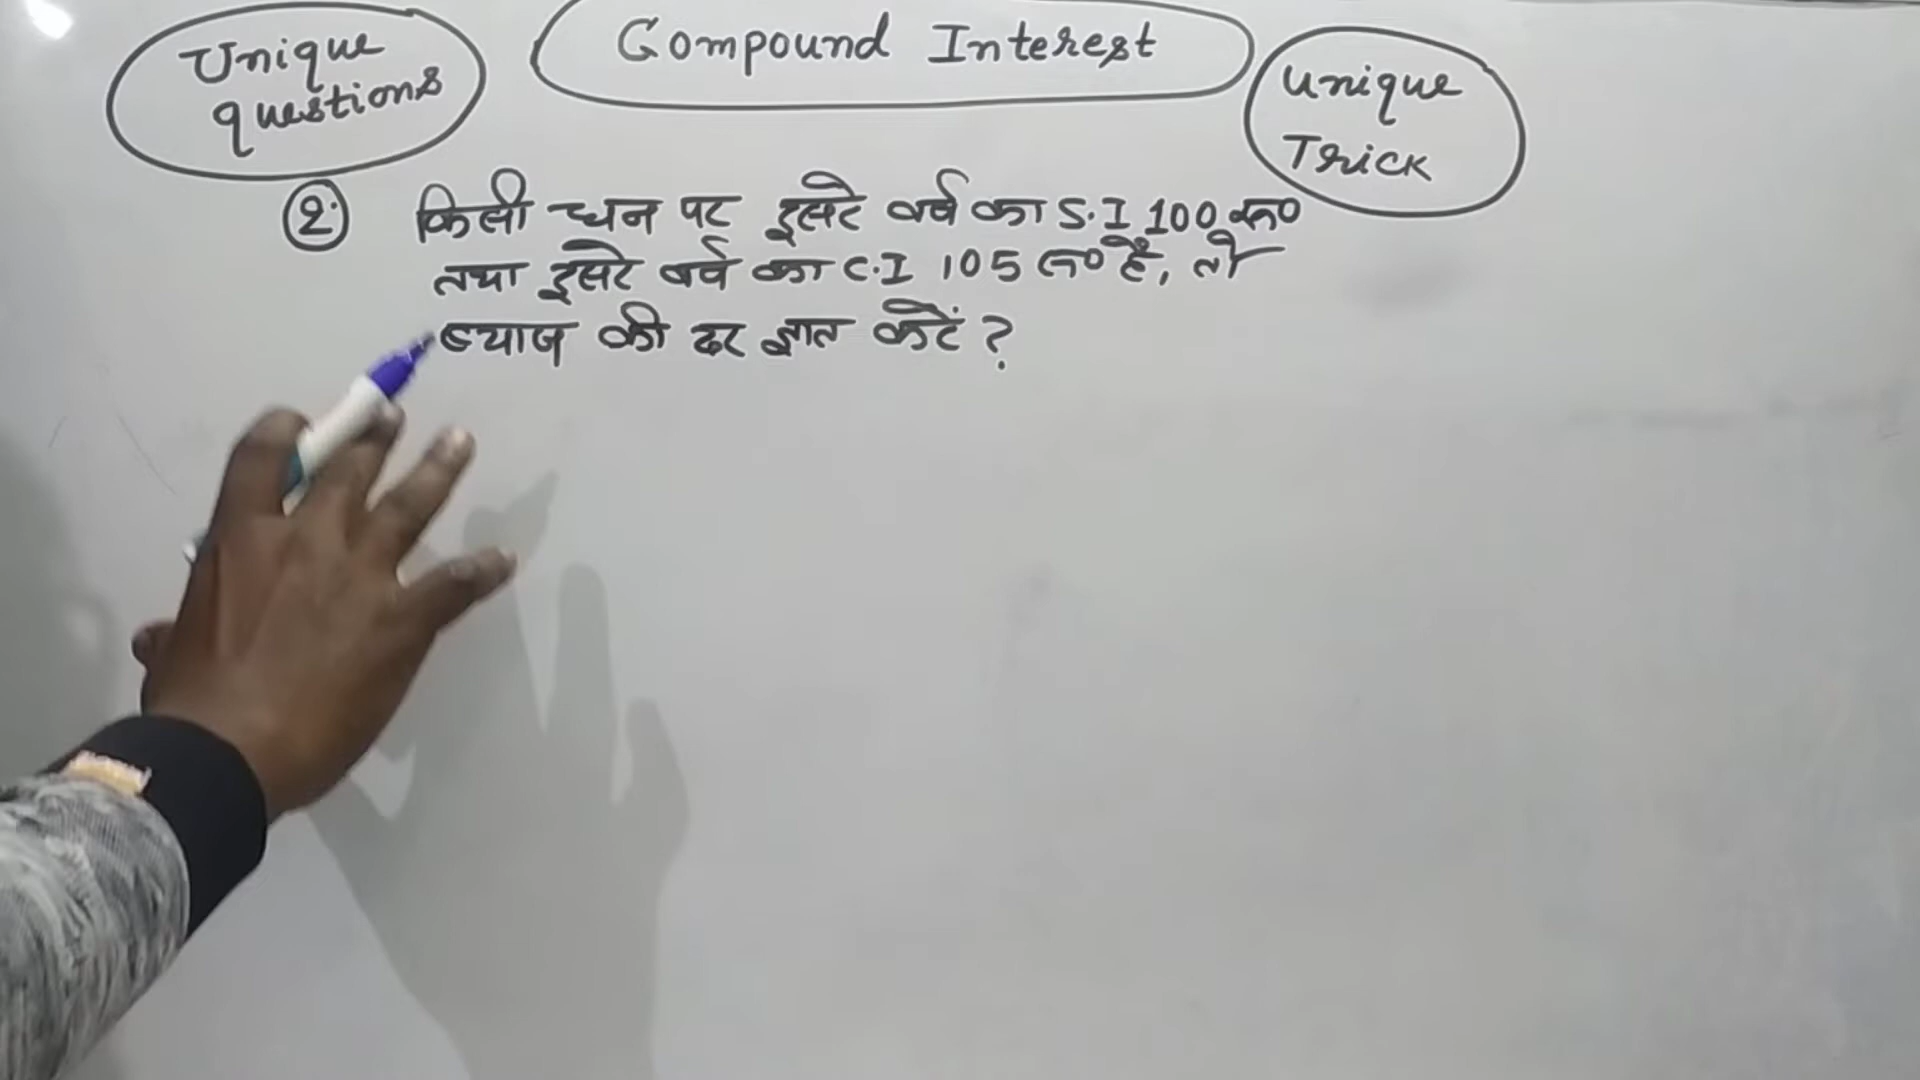 Unique
questions
Compound Interest
Unique
Trick
② किसी धन पर दूसरे वर्ष का S.I 100 रू०
तथा दूसरे वर्ष का C.I 105 रू० है, तो
ब्याज की दर ज्ञात करें ?